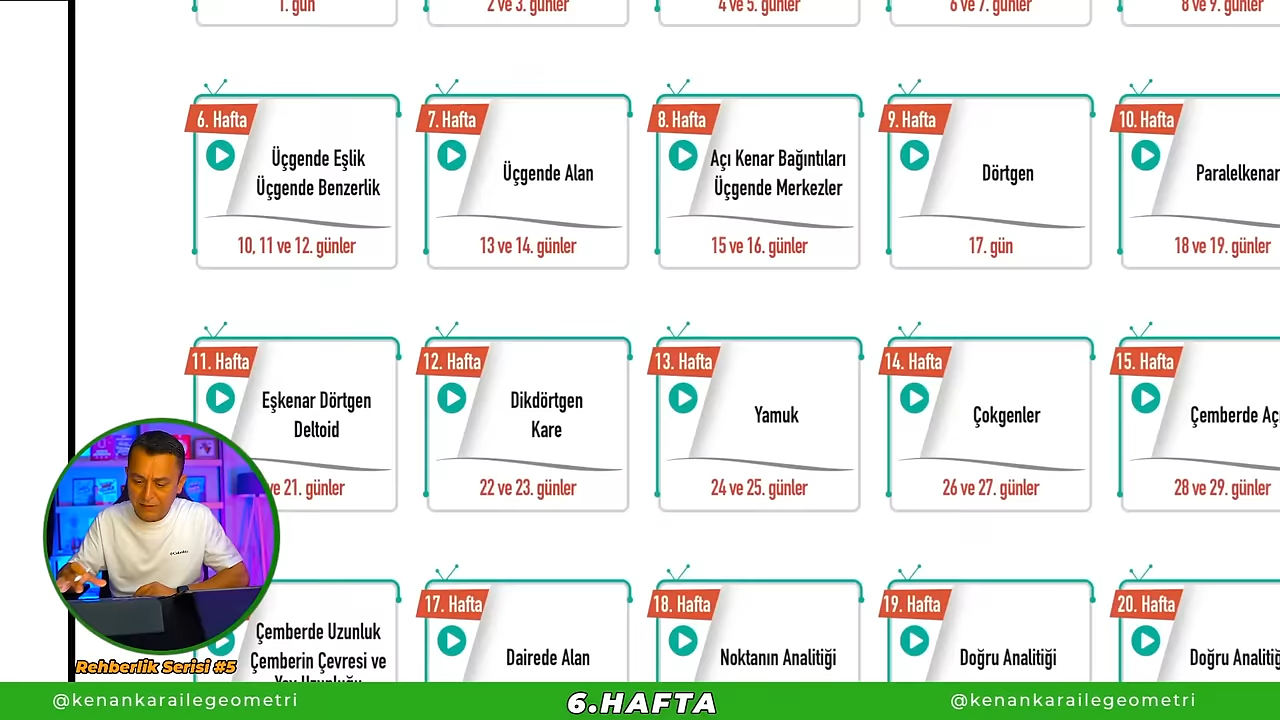 1. gün
2 ve 3. günler
4 ve 5. günler
6 ve 7. günler
8 ve 9. günler
6. Hafta
Üçgende Eşlik
Üçgende Benzerlik
10, 11 ve 12. günler
7. Hafta
Üçgende Alan
13 ve 14. günler
8. Hafta
Açı Kenar Bağıntıları
Üçgende Merkezler
15 ve 16. günler
9. Hafta
Dörtgen
17. gün
10. Hafta
Paralelkenar
18 ve 19. günler
11. Hafta
Eşkenar Dörtgen
Deltoid
ve 21. günler
12. Hafta
Dikdörtgen
Kare
22 ve 23. günler
13. Hafta
Yamuk
24 ve 25. günler
14. Hafta
Çokgenler
26 ve 27. günler
15. Hafta
Çemberde Açı
28 ve 29. günler
Çemberde Uzunluk
Çemberin Çevresi ve
Yay Uzunluğu
17. Hafta
Dairede Alan
18. Hafta
Noktanın Analitiği
19. Hafta
Doğru Analitiği
20. Hafta
Doğru Analitiğ
Rehberlik Serisi #5
@kenankarailegeometri
6.HAFTA
@kenankarailegeometri